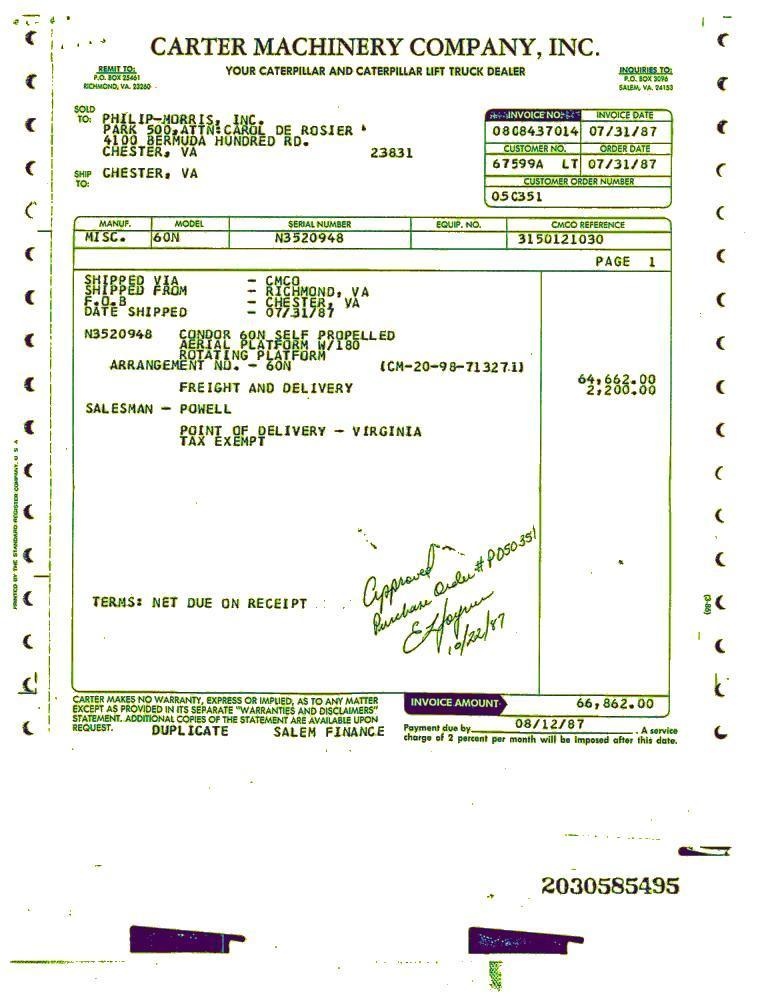 CARTER MACHINERY COMPANY, INC.
YOUR CATERPILLAR AND CATERPILLAR LIFT TRUCK DEALER
REMIT TO:
P.O. BOX 25461
RICHMOND, VA. 23260
INQUIRIES TO:
P.O. BOX 3096
SALEM, VA. 24153
SOLD TO:
PHILIP-MORRIS, INC.
PARK 500,ATTN:CAROL DE ROSIER
4100 BERMUDA HUNDRED RD.
CHESTER, VA 23831
SHIP TO:
CHESTER, VA
INVOICE NO. INVOICE DATE
0808437014 07/31/87
CUSTOMER NO. ORDER DATE
67599A LT 07/31/87
CUSTOMER ORDER NUMBER
050351
MANUF. MODEL SERIAL NUMBER EQUIP. NO. CMCO REFERENCE
MISC. 60N N3520948 3150121030
PAGE 1
SHIPPED VIA - CMCO
SHIPPED FROM - RICHMOND, VA
F.O.B - CHESTER, VA
DATE SHIPPED - 07/31/87
N3520948 CONDOR 60N SELF PROPELLED
AERIAL PLATFORM W/180
ROTATING PLATFORM
ARRANGEMENT NO. - 60N (CM-20-98-71327.1)
64,662.00
FREIGHT AND DELIVERY 2,200.00
SALESMAN - POWELL
POINT OF DELIVERY - VIRGINIA
TAX EXEMPT
Approved
Purchase Order # P050351
10/22/87
TERMS: NET DUE ON RECEIPT
CARTER MAKES NO WARRANTY, EXPRESS OR IMPLIED, AS TO ANY MATTER
EXCEPT AS PROVIDED IN ITS SEPARATE "WARRANTIES AND DISCLAIMERS"
STATEMENT. ADDITIONAL COPIES OF THE STATEMENT ARE AVAILABLE UPON
REQUEST.
DUPLICATE SALEM FINANCE
INVOICE AMOUNT 66,862.00
Payment due by 08/12/87. A service
charge of 2 percent per month will be imposed after this date.
PRINTED BY THE STANDARD REGISTER COMPANY, U S A
(3-86)
2030585495